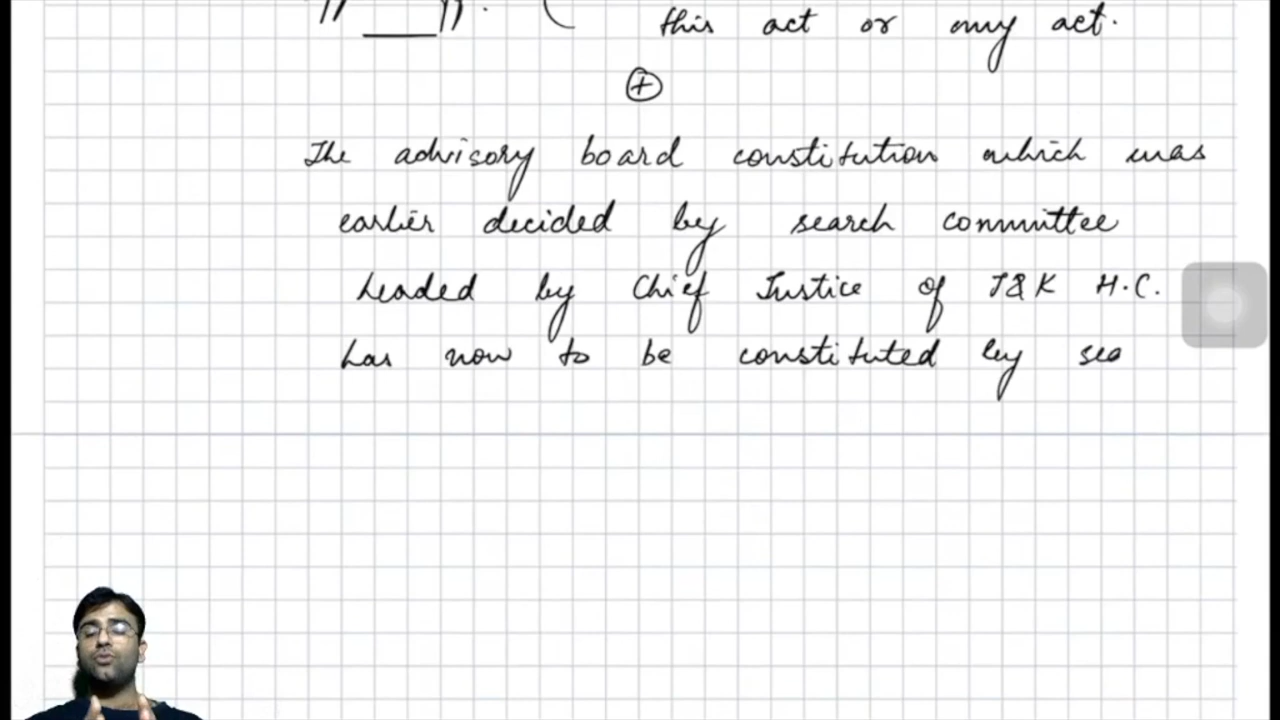 this act or any act.
+
The advisory board constitution which was
earlier decided by search committee
headed by Chief Justice of J&K H.C.
has now to be constituted by sea